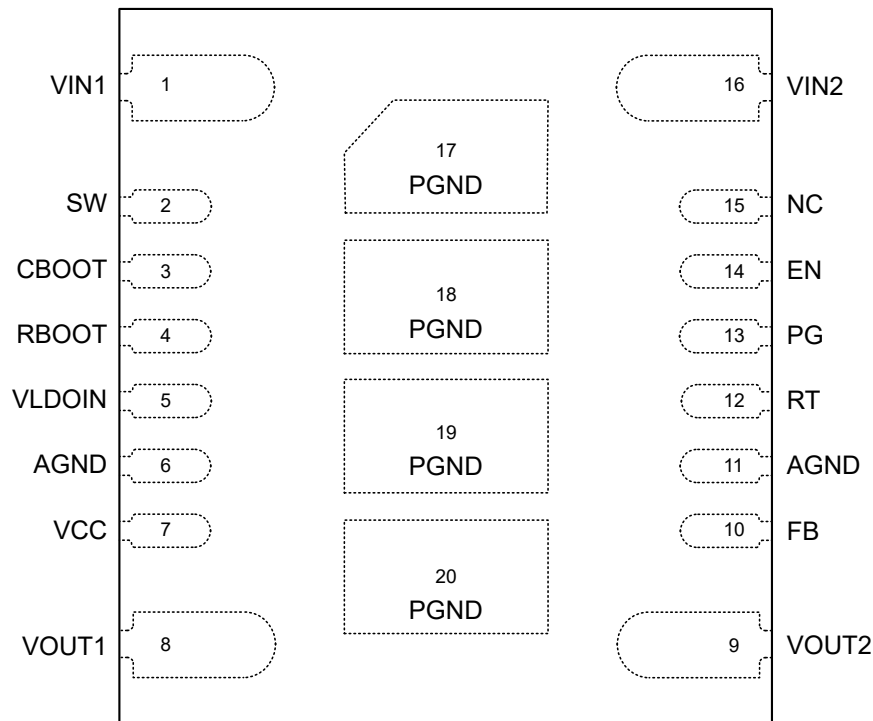 VIN1 1 16 VIN2
17
PGND
SW 2 15 NC
CBOOT 3 14 EN
18
PGND
RBOOT 4 13 PG
VLDOIN 5 12 RT
19
PGND
AGND 6 11 AGND
VCC 7 10 FB
20
PGND
VOUT1 8 9 VOUT2